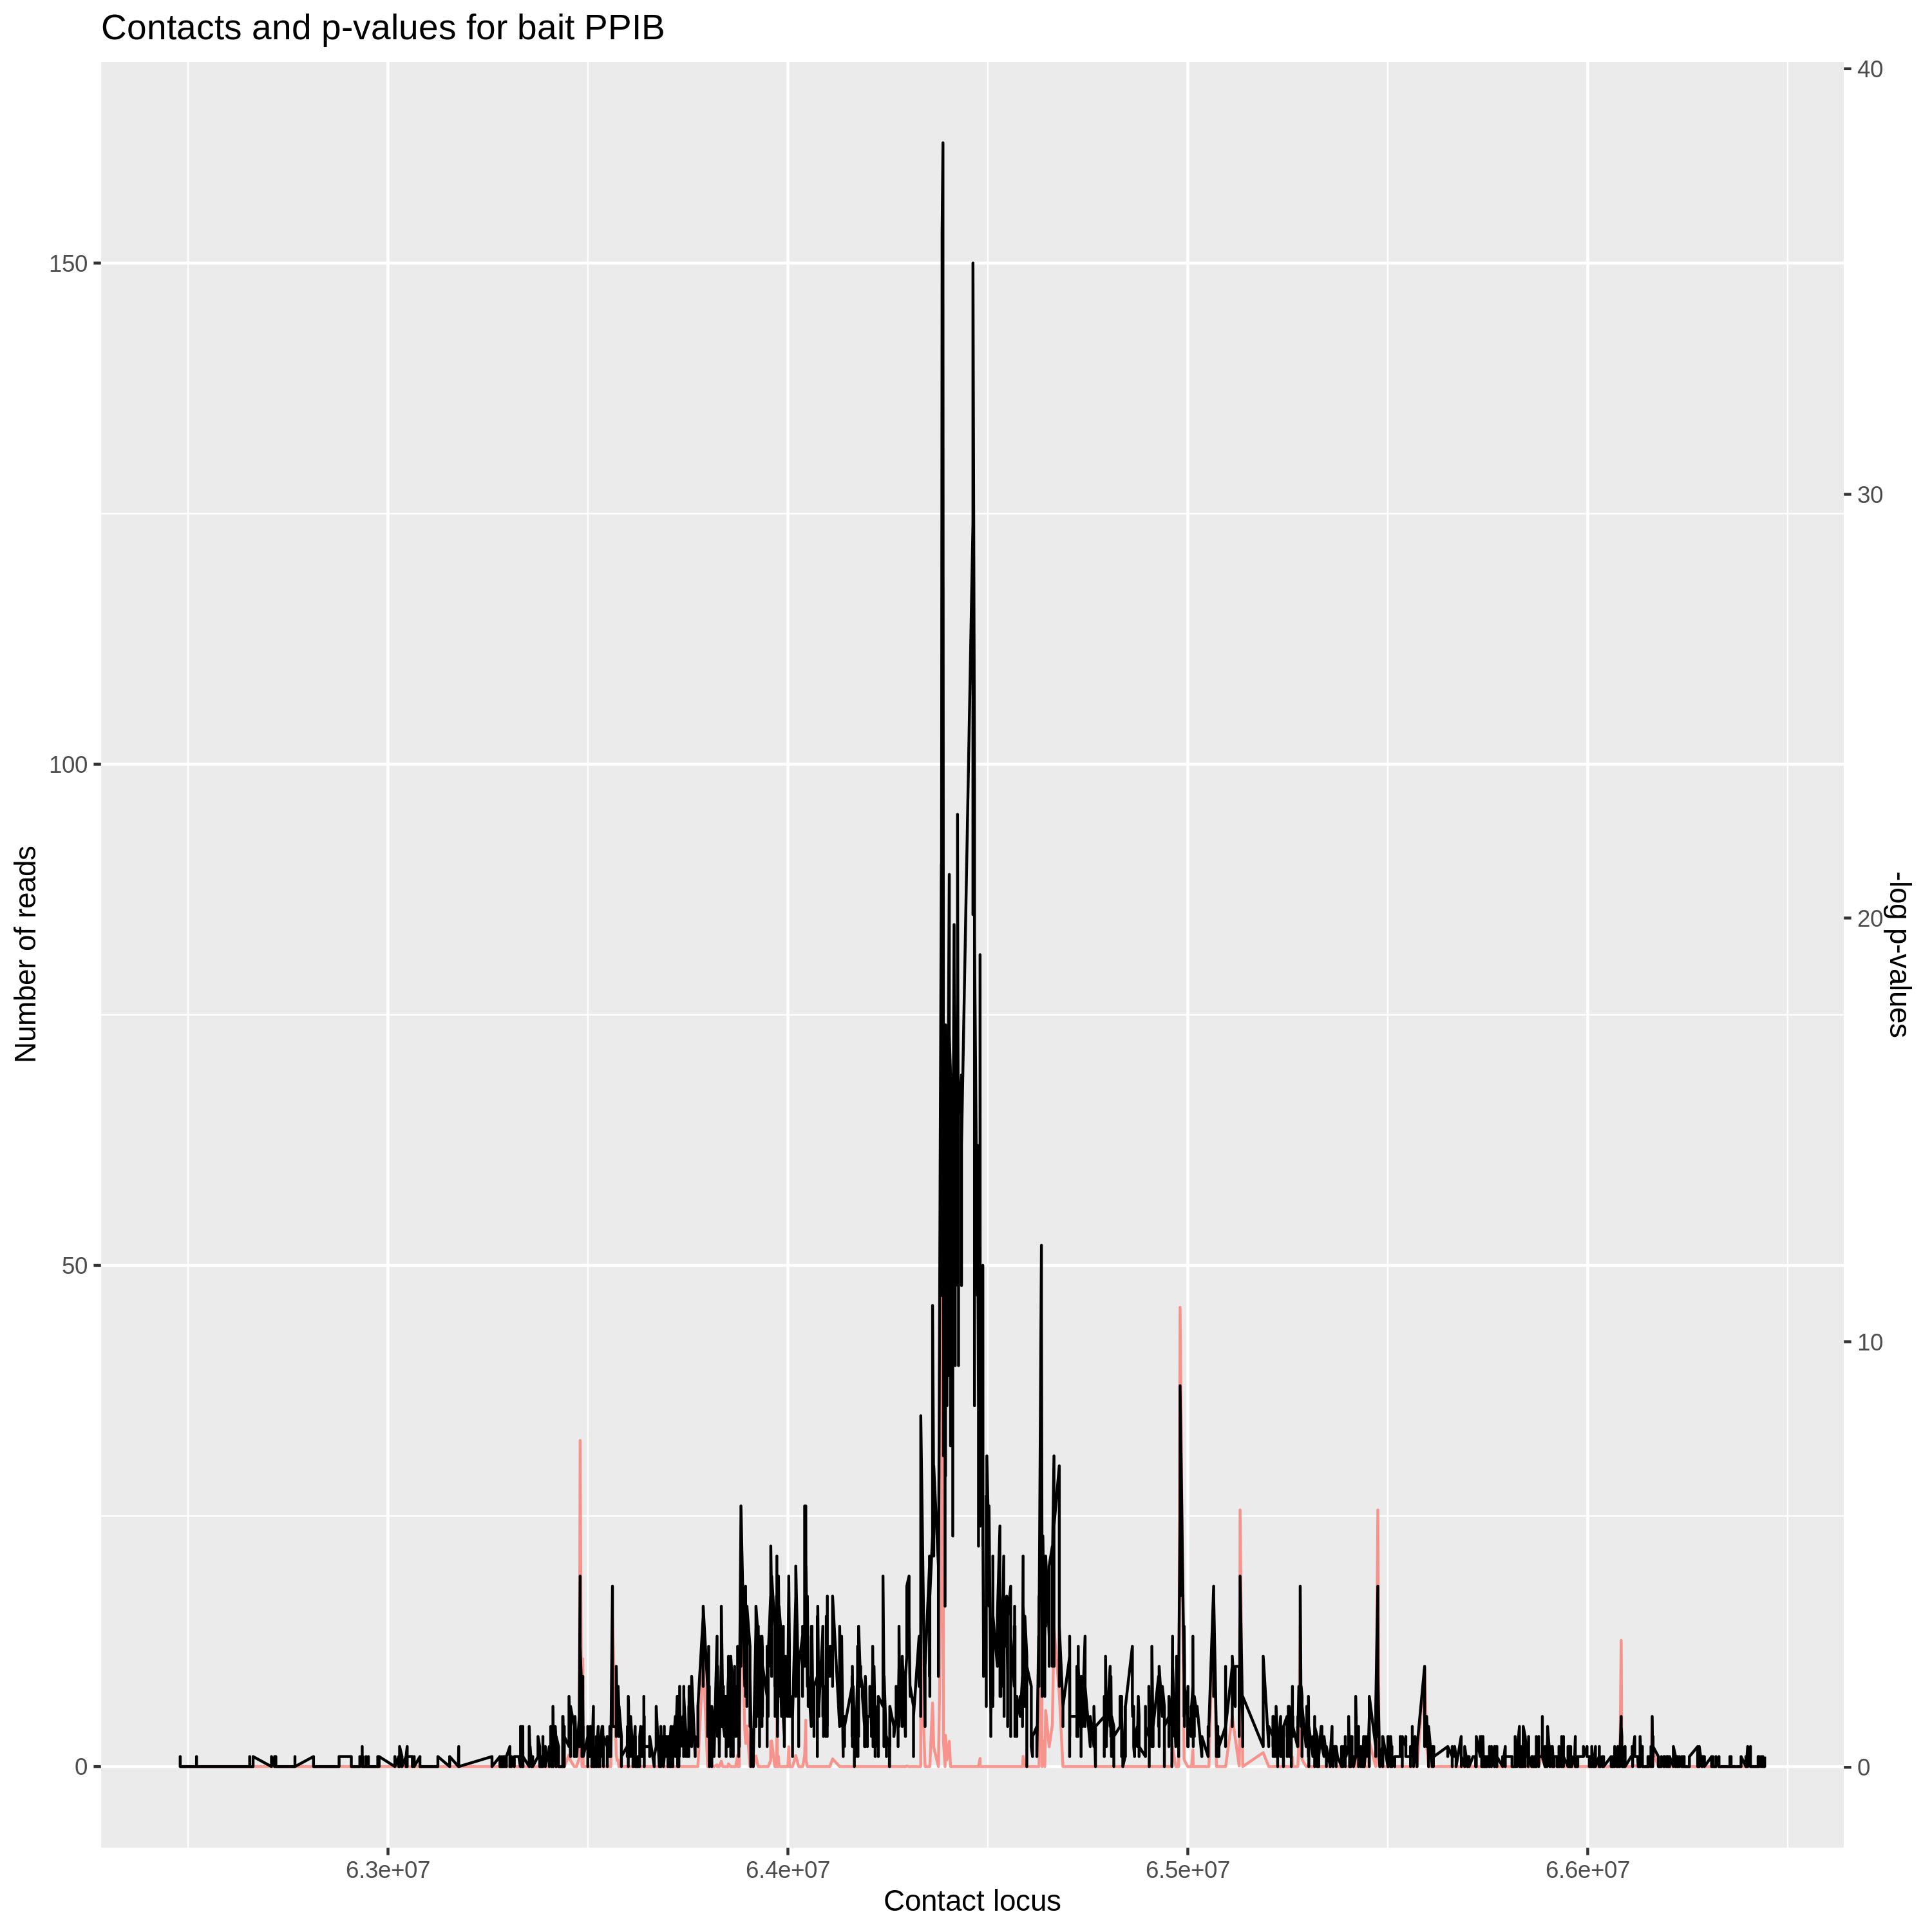 Contacts and p-values for bait PPIB
40
150
30
100
20
50
10
0
0
Number of reads
-log p-values
6.3e+07
6.4e+07
6.5e+07
6.6e+07
Contact locus